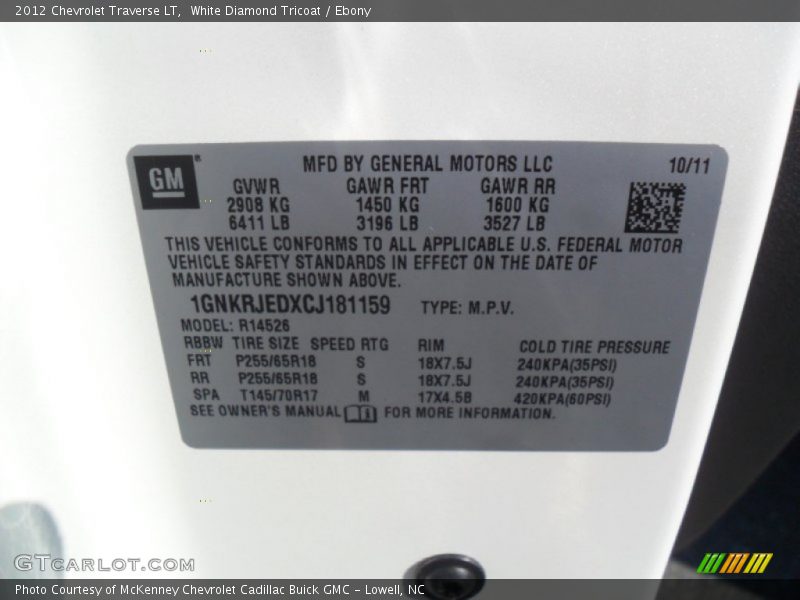 2012 Chevrolet Traverse LT, White Diamond Tricoat / Ebony
GM
MFD BY GENERAL MOTORS LLC 10/11
GVWR GAWR FRT GAWR RR
2908 KG 1450 KG 1600 KG
6411 LB 3196 LB 3527 LB
THIS VEHICLE CONFORMS TO ALL APPLICABLE U.S. FEDERAL MOTOR
VEHICLE SAFETY STANDARDS IN EFFECT ON THE DATE OF
MANUFACTURE SHOWN ABOVE.
1GNKRJEDXCJ181159 TYPE: M.P.V.
MODEL: R14526
RBBW TIRE SIZE SPEED RTG RIM COLD TIRE PRESSURE
FRT P255/65R18 S 18X7.5J 240KPA(35PSI)
RR P255/65R18 S 18X7.5J 240KPA(35PSI)
SPA T145/70R17 M 17X4.5B 420KPA(60PSI)
SEE OWNER'S MANUAL FOR MORE INFORMATION.
GTCARLOT.COM
Photo Courtesy of McKenney Chevrolet Cadillac Buick GMC - Lowell, NC